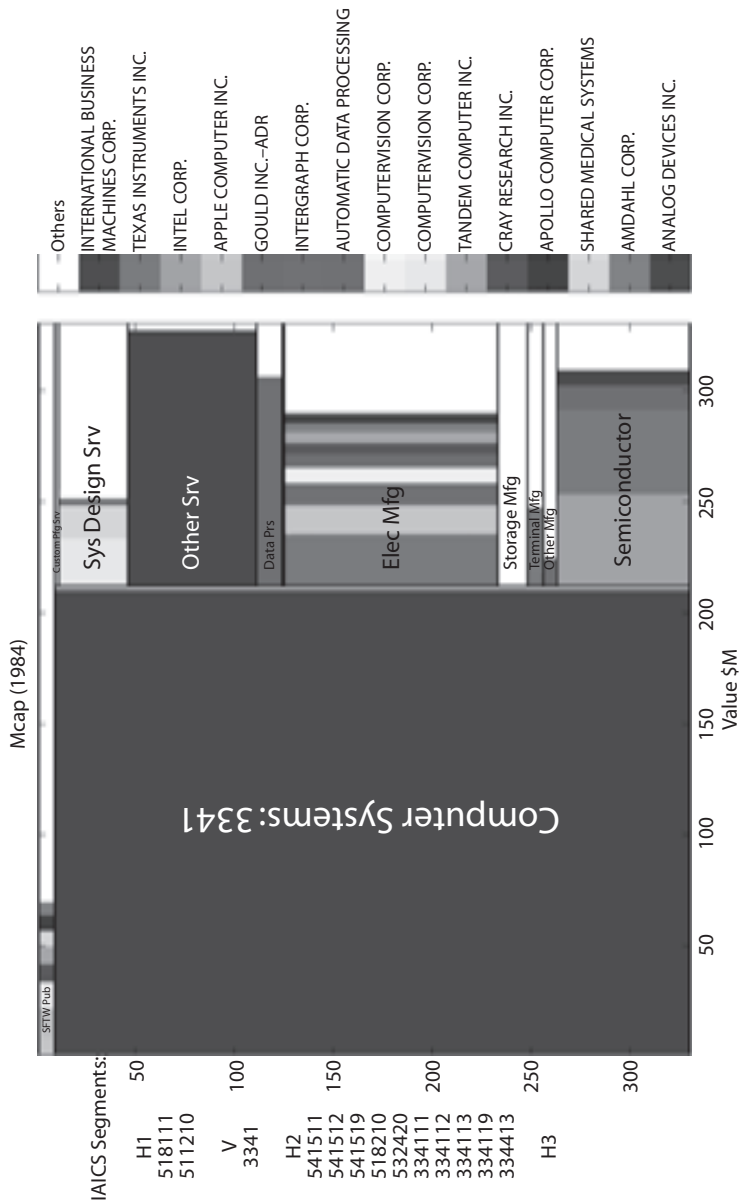 Mcap (1984)
IAICS Segments:
H1
518111
511210
V
3341
H2
541511
541512
541519
518210
532420
334111
334112
334113
334119
334413
H3
50
100
150
200
250
300
SFTW Pub
Custom Pfg Srv
Sys Design Srv
Other Srv
Data Prs
Elec Mfg
Storage Mfg
Terminal Mfg
Other Mfg
Semiconductor
Computer Systems:3341
50
100
150
200
250
300
Value $M
Others
INTERNATIONAL BUSINESS
MACHINES CORP.
TEXAS INSTRUMENTS INC.
INTEL CORP.
APPLE COMPUTER INC.
GOULD INC.–ADR
INTERGRAPH CORP.
AUTOMATIC DATA PROCESSING
COMPUTERVISION CORP.
COMPUTERVISION CORP.
TANDEM COMPUTER INC.
CRAY RESEARCH INC.
APOLLO COMPUTER CORP.
SHARED MEDICAL SYSTEMS
AMDAHL CORP.
ANALOG DEVICES INC.